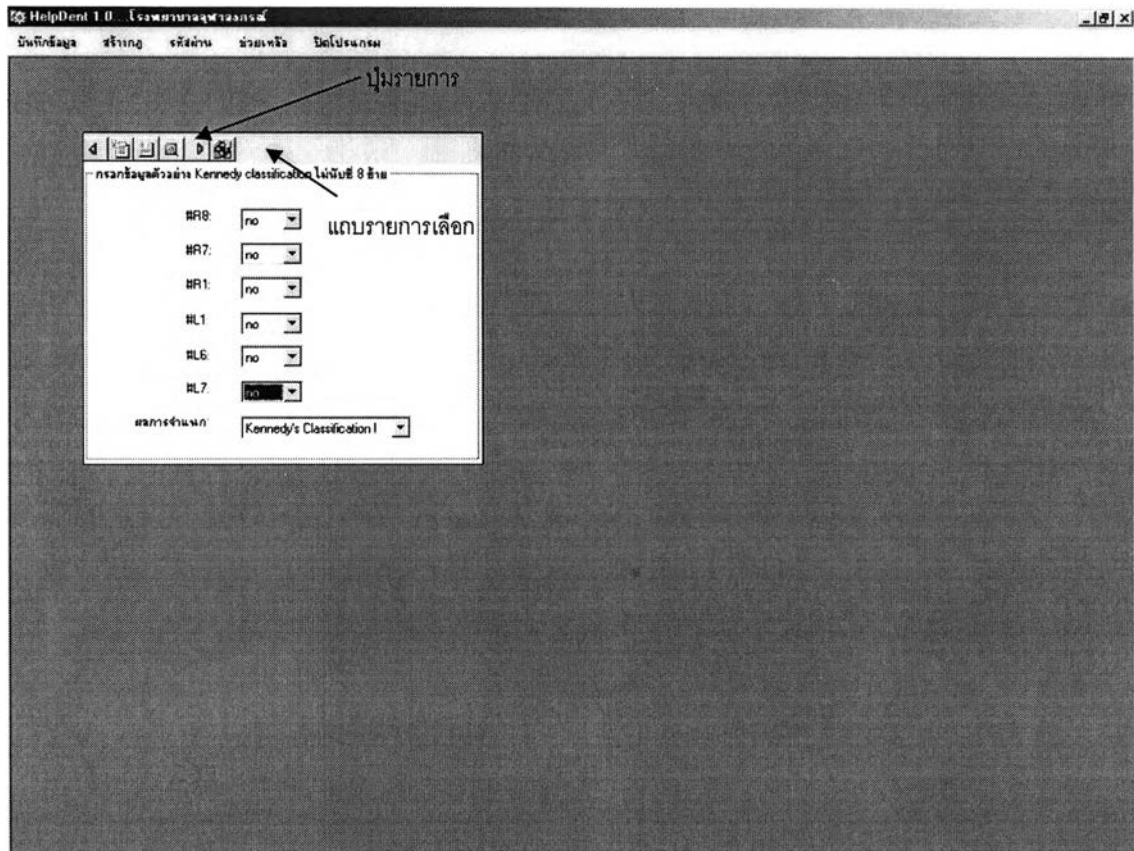 HelpDent 1.0....โรงพยาบาลจุฬาลงกรณ์
บันทึกข้อมูล สร้างกฎ รหัสผ่าน ช่วยเหลือ ปิดโปรแกรม
ปุ่มรายการ
กรอกข้อมูลตัวอย่าง Kennedy classification ไม่นับซี่ 8 ซ้าย
แถบรายการเลือก
#R8: no
#R7: no
#R1: no
#L1: no
#L6: no
#L7: no
ผลการจำแนก: Kennedy's Classification I